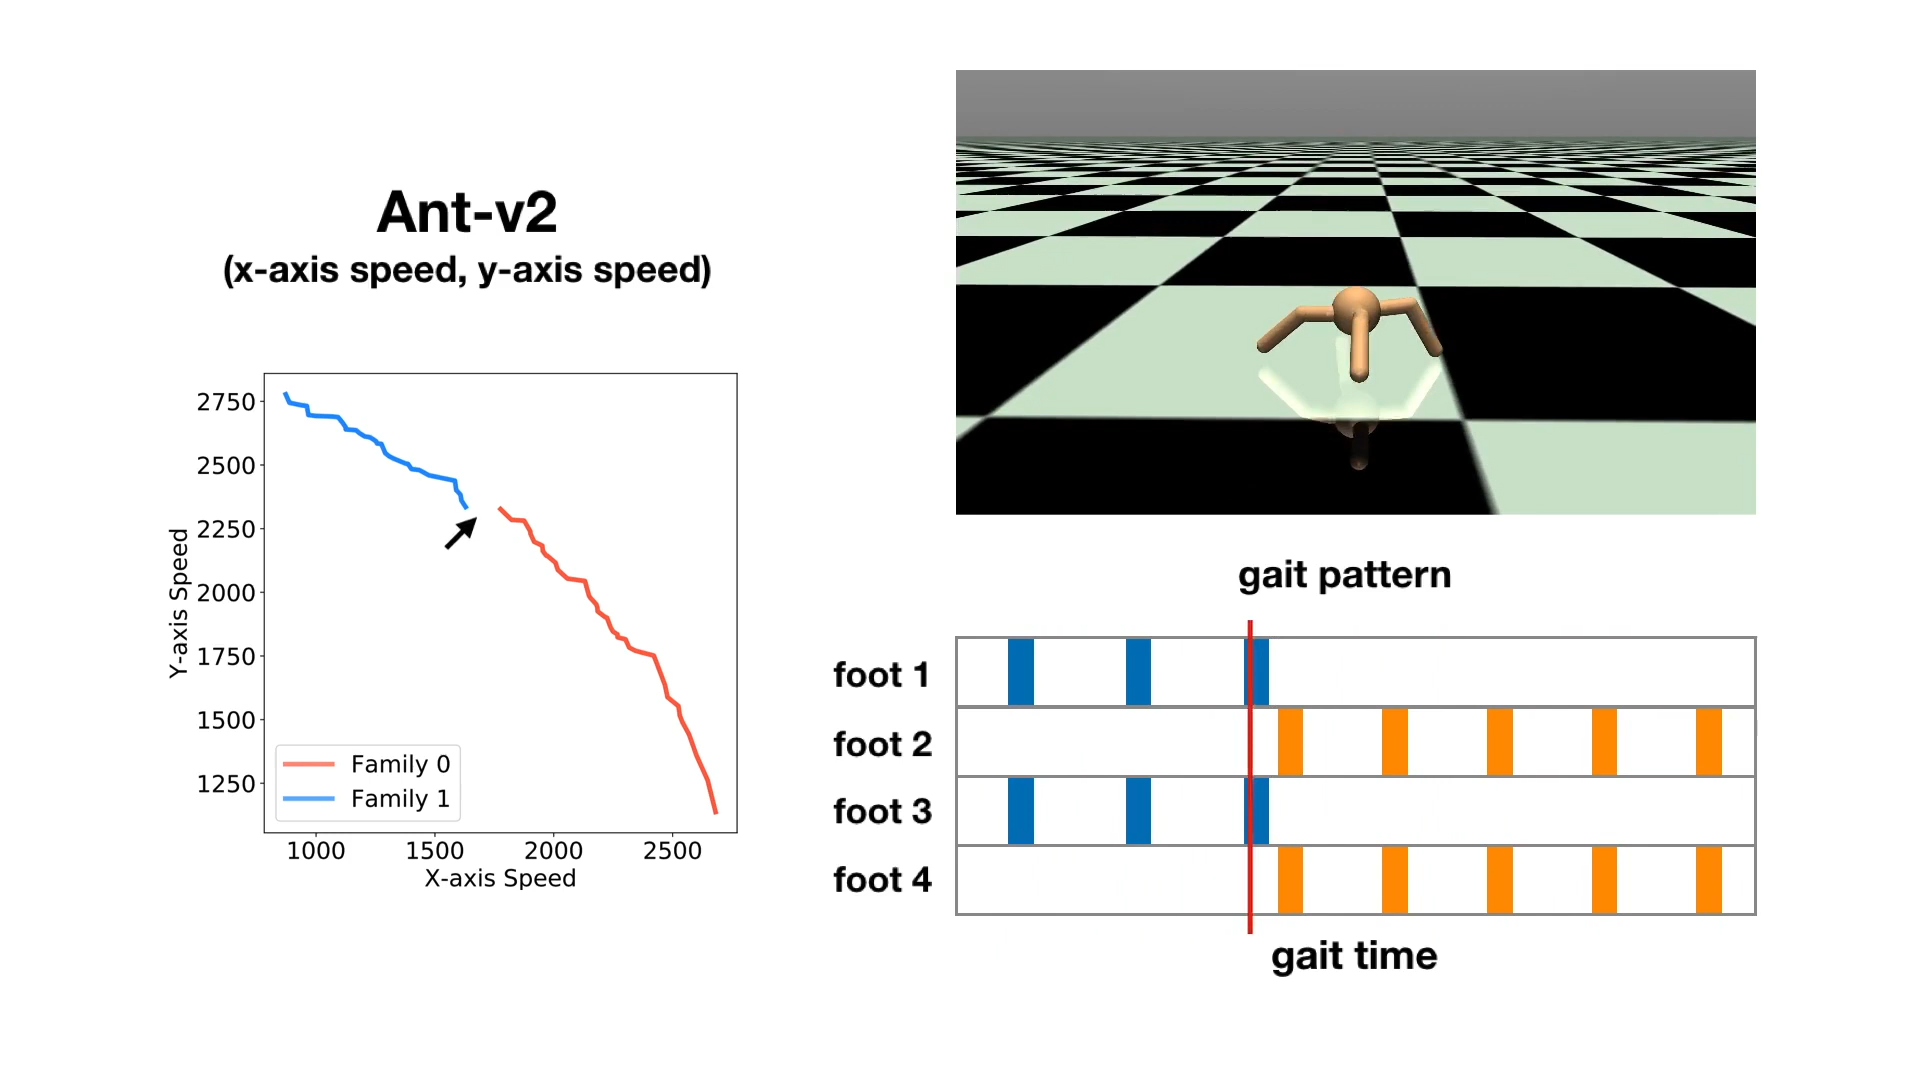 Ant-v2
(x-axis speed, y-axis speed)
2750
2500
2250
2000
1750
1500
1250
Y-axis Speed
Family 0
Family 1
1000 1500 2000 2500
X-axis Speed
gait pattern
foot 1
foot 2
foot 3
foot 4
gait time